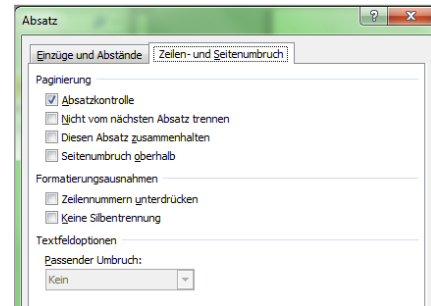 Absatz
Einzüge und Abstände Zeilen- und Seitenumbruch
Paginierung
Absatzkontrolle
Nicht vom nächsten Absatz trennen
Diesen Absatz zusammenhalten
Seitenumbruch oberhalb
Formatierungsausnahmen
Zeilennummern unterdrücken
Keine Silbentrennung
Textfeldoptionen
Passender Umbruch:
Kein